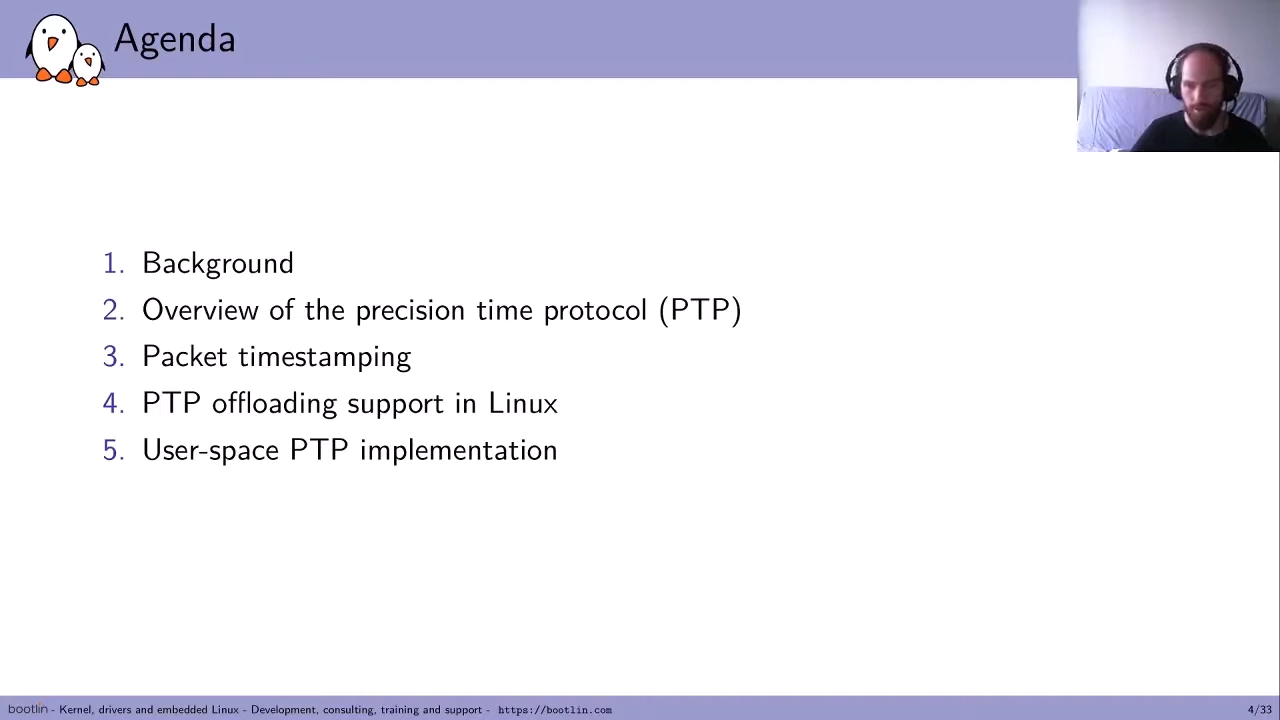 Agenda
1. Background
2. Overview of the precision time protocol (PTP)
3. Packet timestamping
4. PTP offloading support in Linux
5. User-space PTP implementation
bootlin - Kernel, drivers and embedded Linux - Development, consulting, training and support - https://bootlin.com
4/33